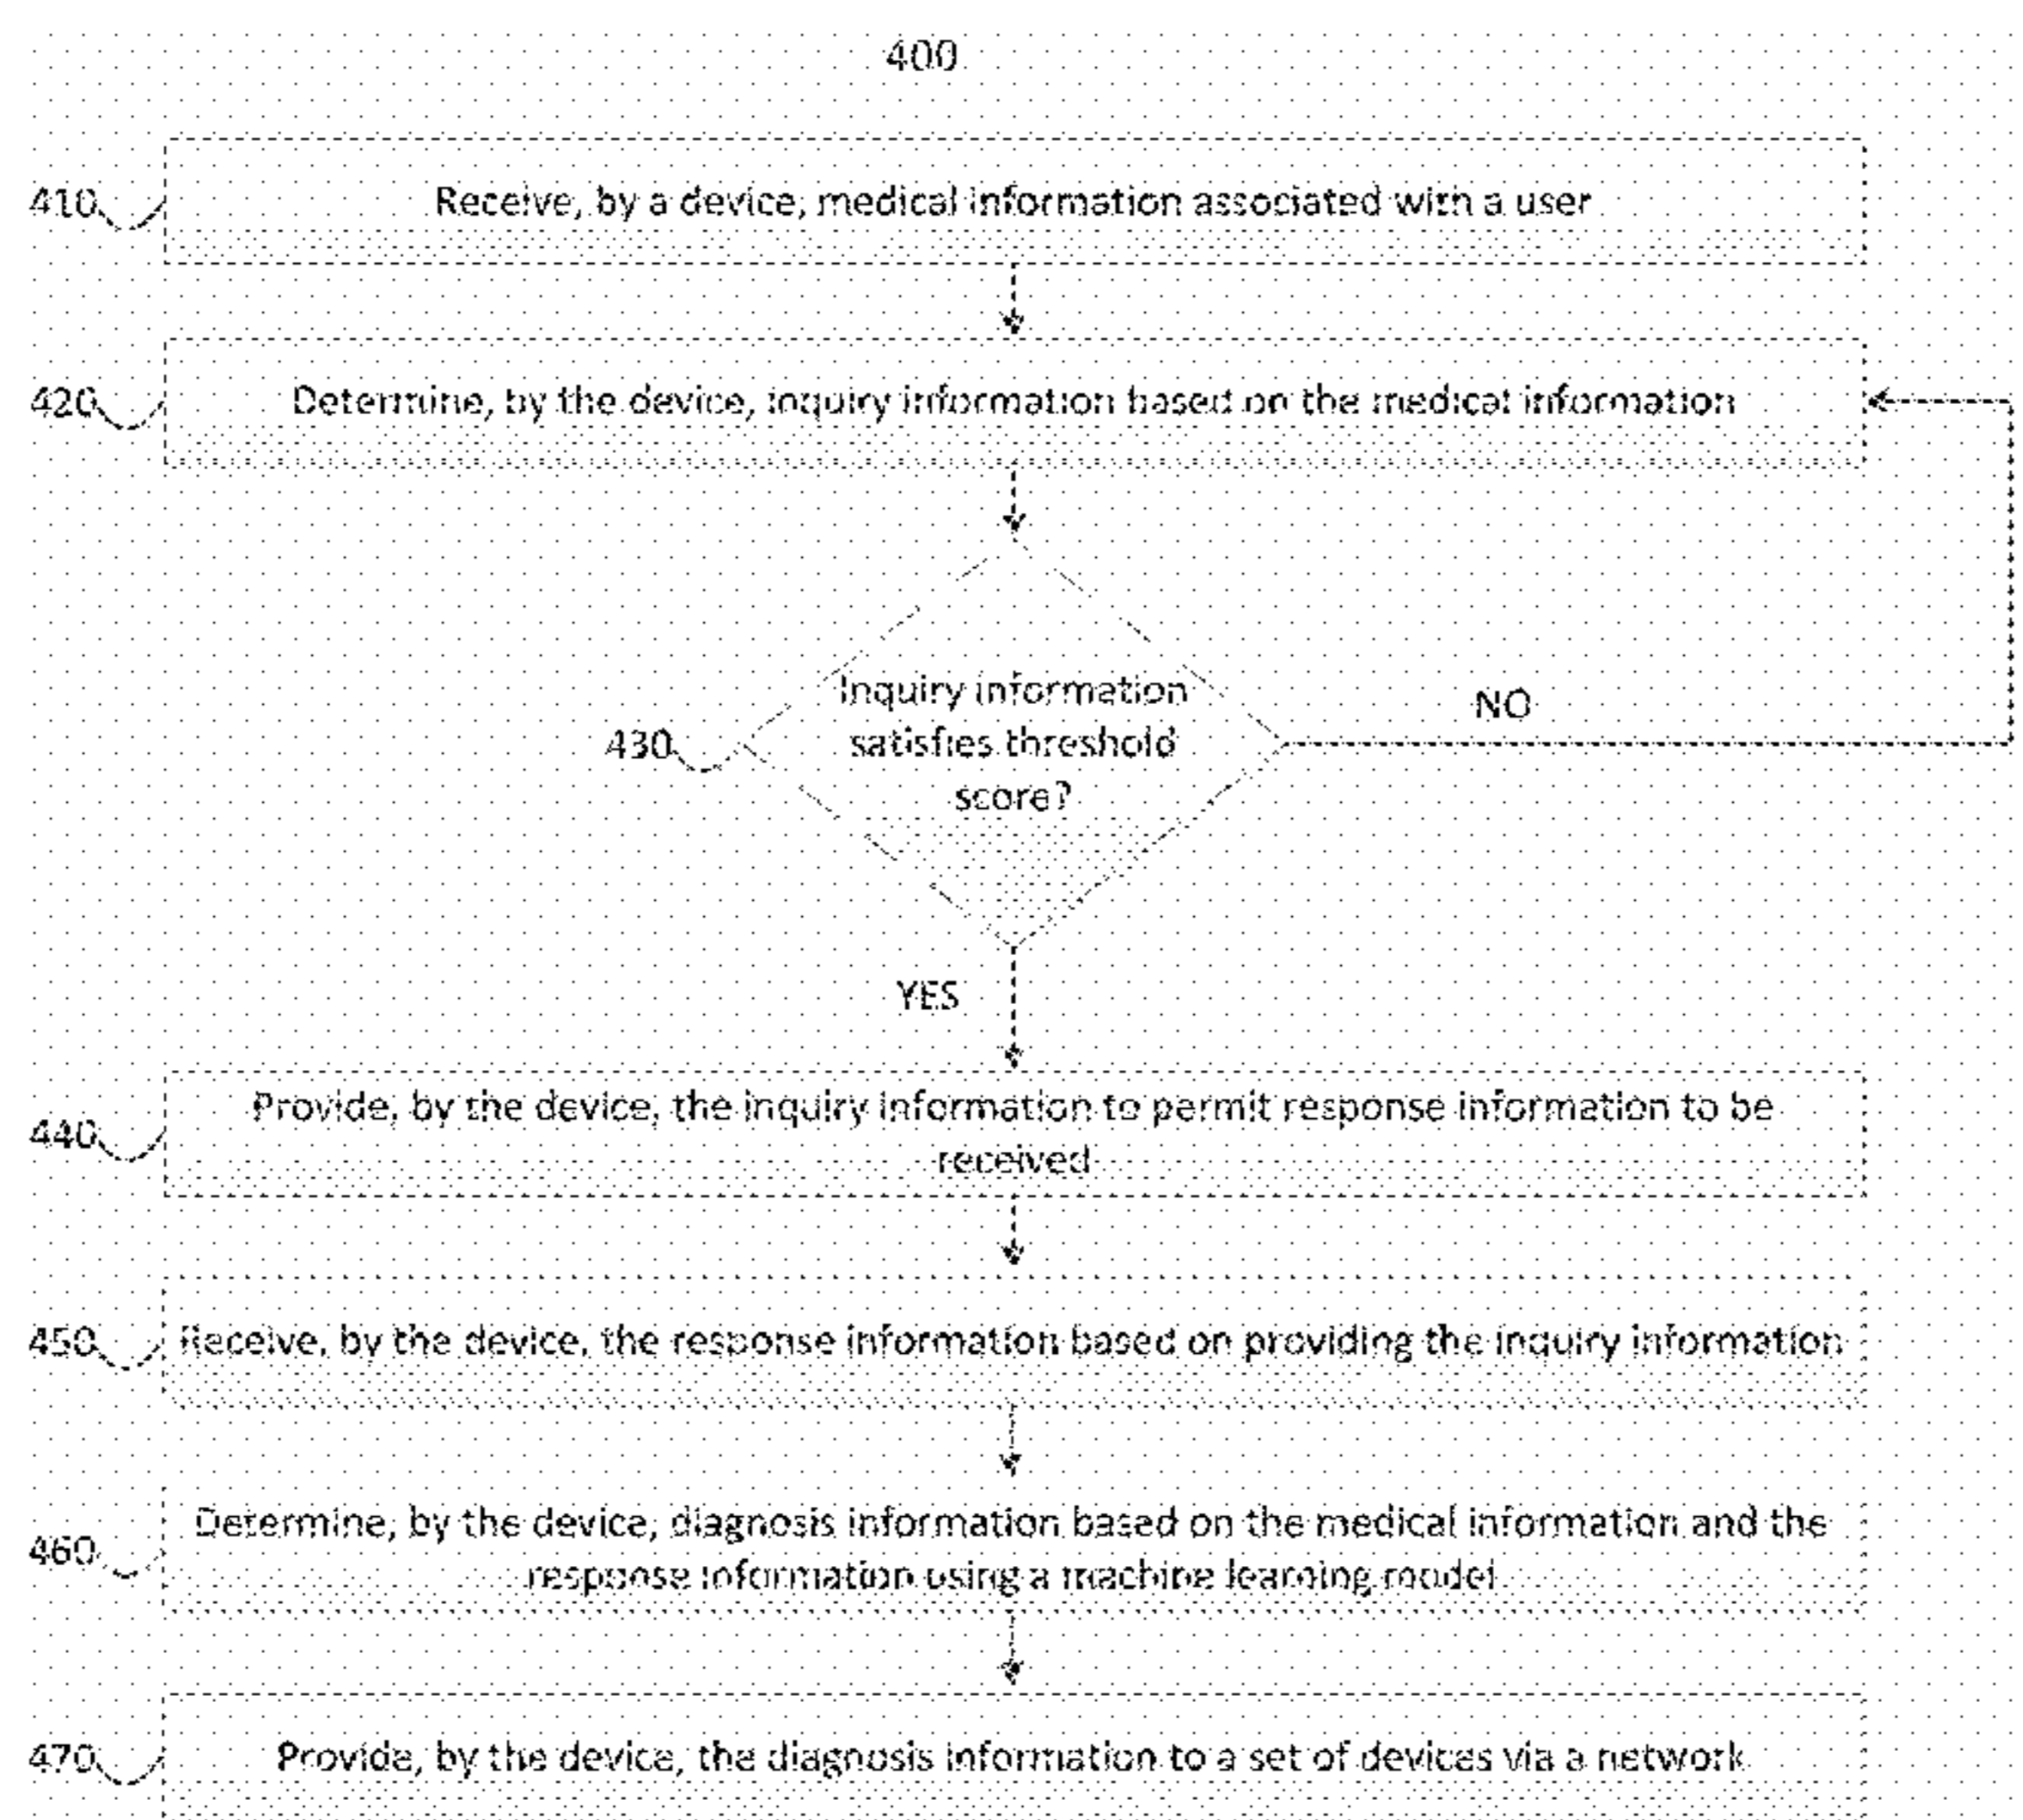 400
410
Receive, by a device, medical information associated with a user
420
Determine, by the device, inquiry information based on the medical information
430
Inquiry information
satisfies threshold
score?
NO
YES
440
Provide, by the device, the inquiry information to permit response information to be
received
450
Receive, by the device, the response information based on providing the inquiry information
460
Determine, by the device, diagnosis information based on the medical information and the
response information using a machine learning model
470
Provide, by the device, the diagnosis information to a set of devices via a network